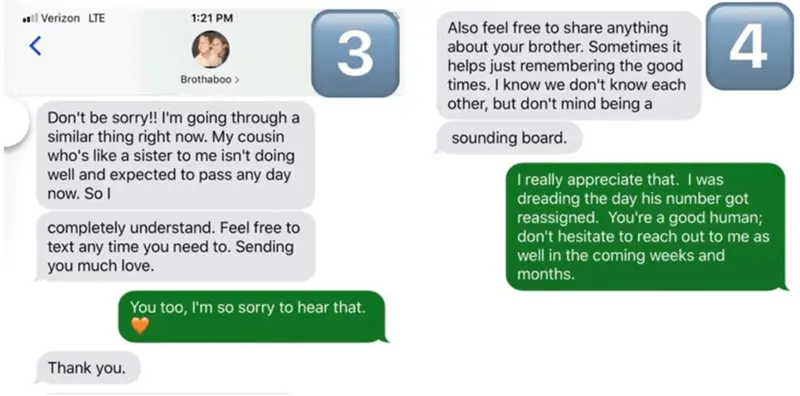 Verizon LTE
1:21 PM
3
Brothaboo >
Don't be sorry!! I'm going through a
similar thing right now. My cousin
who's like a sister to me isn't doing
well and expected to pass any day
now. So I
completely understand. Feel free to
text any time you need to. Sending
you much love.
You too, I'm so sorry to hear that.
🧡
Thank you.
4
Also feel free to share anything
about your brother. Sometimes it
helps just remembering the good
times. I know we don't know each
other, but don't mind being a
sounding board.
I really appreciate that.  I was
dreading the day his number got
reassigned.  You're a good human;
don't hesitate to reach out to me as
well in the coming weeks and
months.